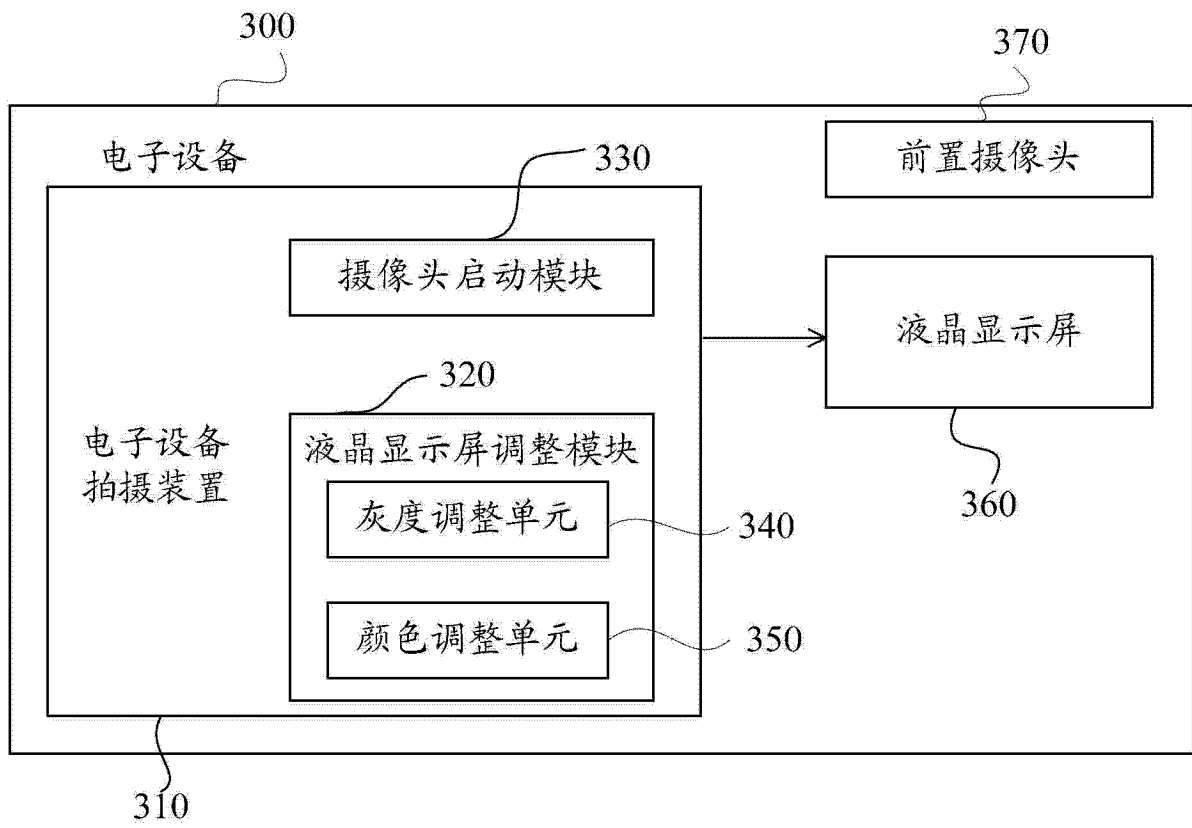 300
370
电子设备
330
前置摄像头
摄像头启动模块
液晶显示屏
320
电子设备
拍摄装置
液晶显示屏调整模块
灰度调整单元
340
360
颜色调整单元
350
310